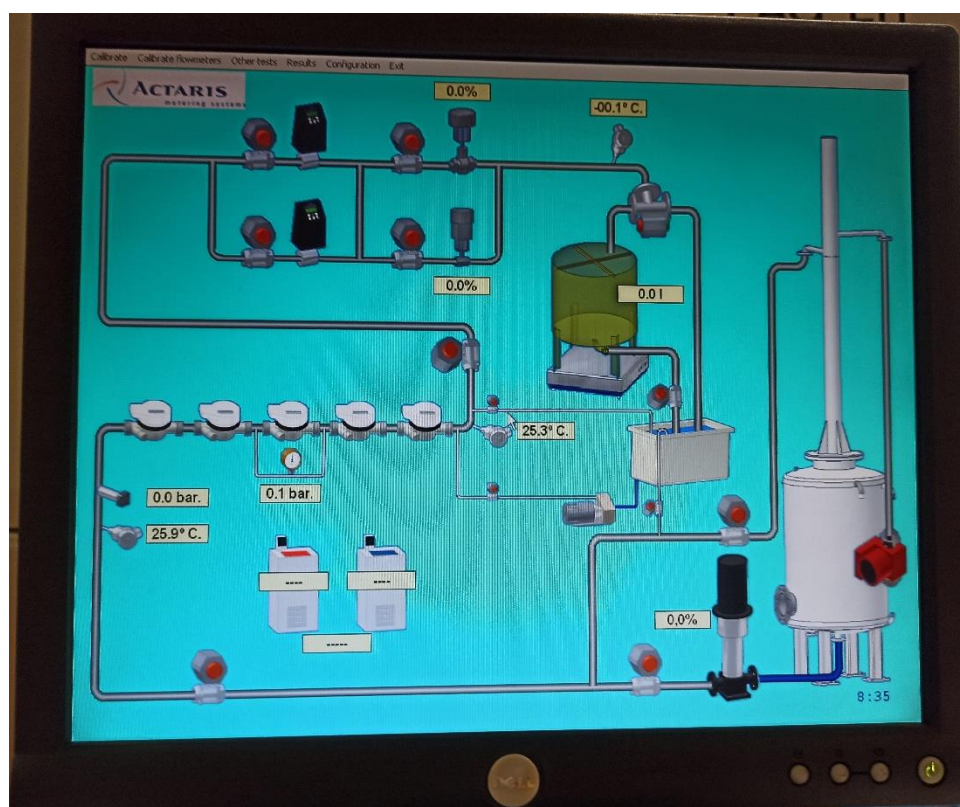 Calibrate Calibrate flowmeters Other tests Results Configuration Exit
ACTARIS
metering systems
0.0%
-00.1º C.
0.0 l
0.0%
25.3º C.
0.0 bar.
0.1 bar.
25.9º C.
----
----
-----
0,0%
8:35
DELL